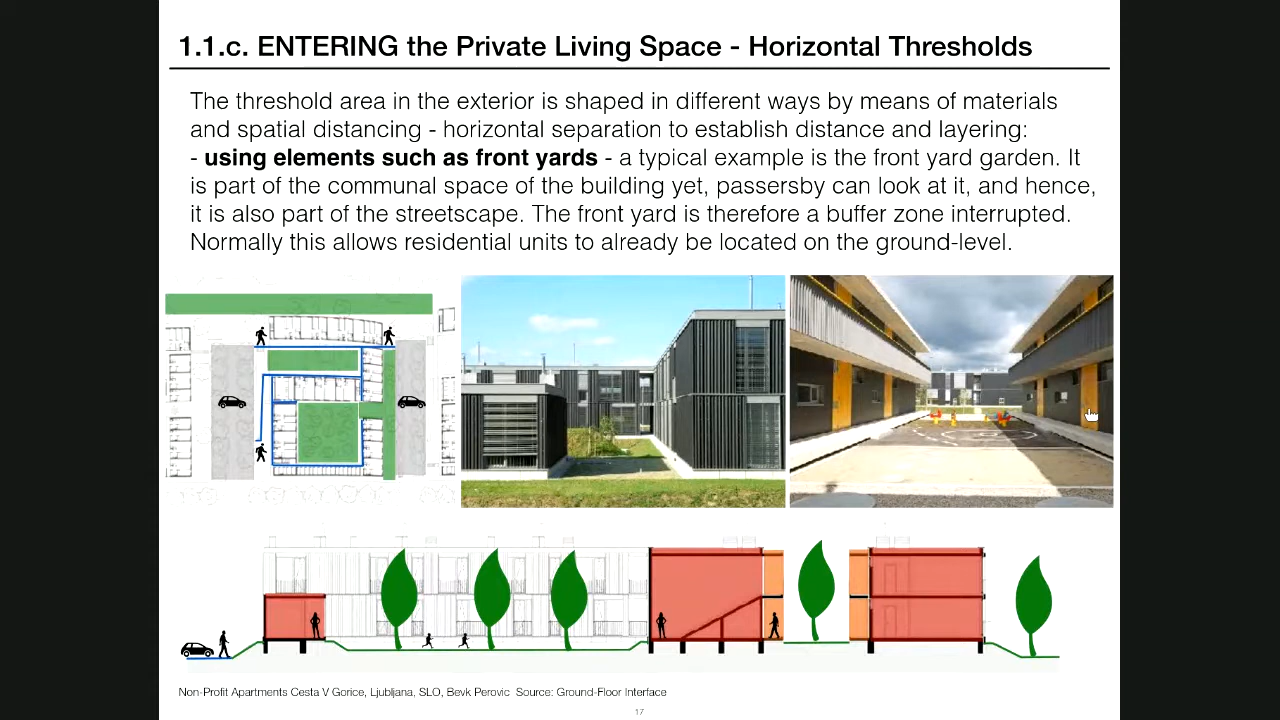 1.1.c. ENTERING the Private Living Space - Horizontal Thresholds
The threshold area in the exterior is shaped in different ways by means of materials
and spatial distancing - horizontal separation to establish distance and layering:
- using elements such as front yards - a typical example is the front yard garden. It
is part of the communal space of the building yet, passersby can look at it, and hence,
it is also part of the streetscape. The front yard is therefore a buffer zone interrupted.
Normally this allows residential units to already be located on the ground-level.
Non-Profit Apartments Cesta V Gorice, Ljubljana, SLO, Bevk Perovic  Source: Ground-Floor Interface
17